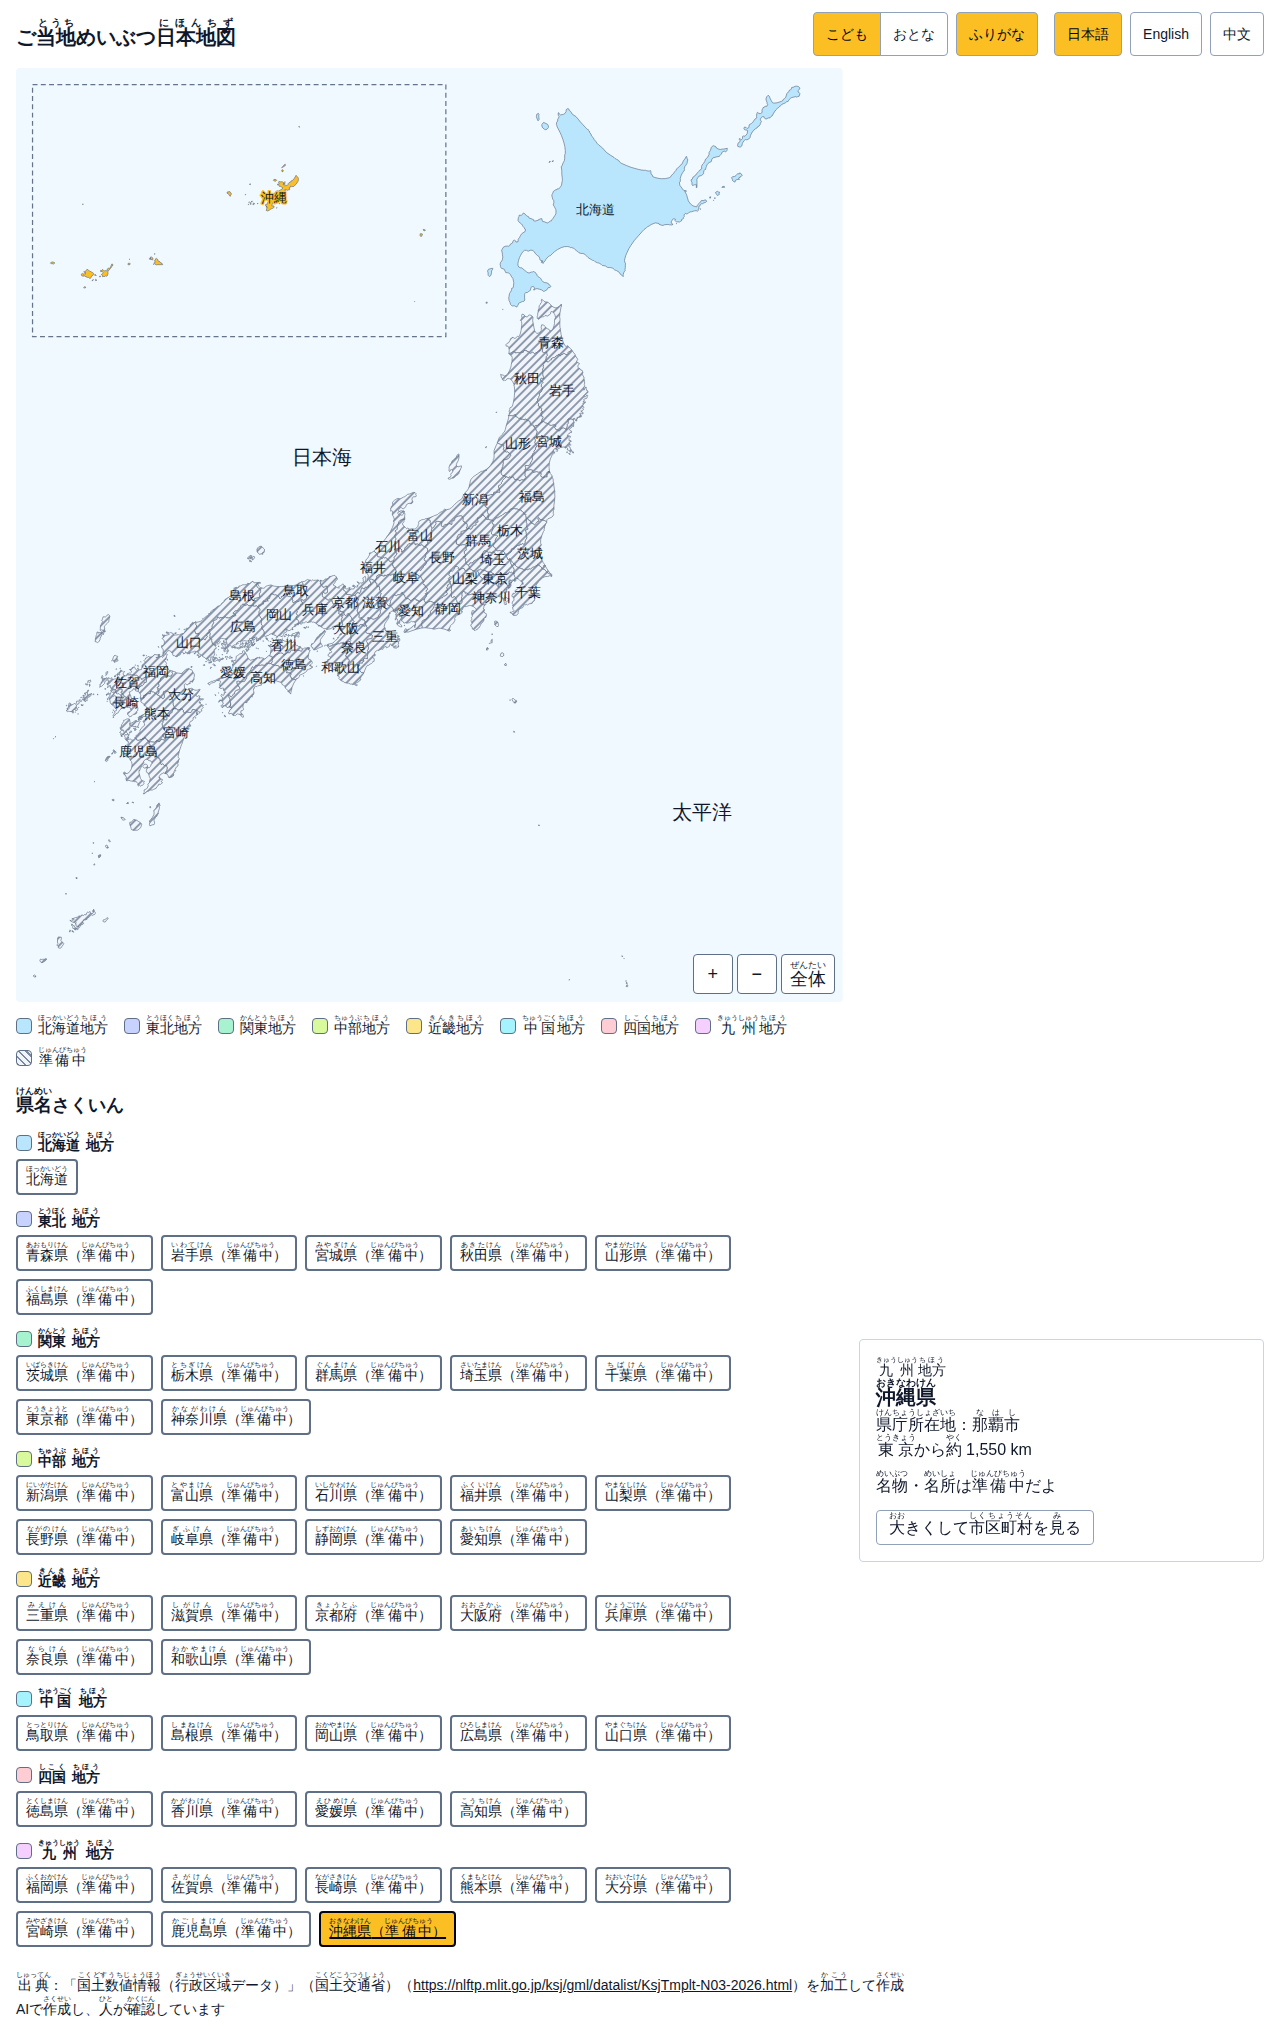 ご当地めいぶつ日本地図
こども おとな ふりがな 日本語 English 中文
沖縄
北海道
青森
秋田
岩手
山形 宮城
日本海
新潟 福島
富山 群馬 栃木
石川 長野 埼玉 茨城
福井 岐阜 山梨 東京
島根 鳥取 京都 滋賀 愛知 静岡 神奈川 千葉
岡山 兵庫
広島 大阪
山口 香川 奈良 三重
福岡 愛媛 高知 徳島 和歌山
佐賀 大分
長崎 熊本
宮崎
鹿児島
太平洋
+ − 全体
北海道地方 東北地方 関東地方 中部地方 近畿地方 中国地方 四国地方 九州地方
準備中
県名さくいん
北海道 地方
北海道
東北 地方
青森県（準備中） 岩手県（準備中） 宮城県（準備中） 秋田県（準備中） 山形県（準備中）
福島県（準備中）
関東 地方
茨城県（準備中） 栃木県（準備中） 群馬県（準備中） 埼玉県（準備中） 千葉県（準備中）
東京都（準備中） 神奈川県（準備中）
中部 地方
新潟県（準備中） 富山県（準備中） 石川県（準備中） 福井県（準備中） 山梨県（準備中）
長野県（準備中） 岐阜県（準備中） 静岡県（準備中） 愛知県（準備中）
近畿 地方
三重県（準備中） 滋賀県（準備中） 京都府（準備中） 大阪府（準備中） 兵庫県（準備中）
奈良県（準備中） 和歌山県（準備中）
中国 地方
鳥取県（準備中） 島根県（準備中） 岡山県（準備中） 広島県（準備中） 山口県（準備中）
四国 地方
徳島県（準備中） 香川県（準備中） 愛媛県（準備中） 高知県（準備中）
九州 地方
福岡県（準備中） 佐賀県（準備中） 長崎県（準備中） 熊本県（準備中） 大分県（準備中）
宮崎県（準備中） 鹿児島県（準備中） 沖縄県（準備中）
九州地方
沖縄県
県庁所在地：那覇市
東京から約 1,550 km
名物・名所は準備中だよ
大きくして市区町村を見る
出典：「国土数値情報（行政区域データ）」（国土交通省）（https://nlftp.mlit.go.jp/ksj/gml/datalist/KsjTmplt-N03-2026.html）を加工して作成
AIで作成し、人が確認しています